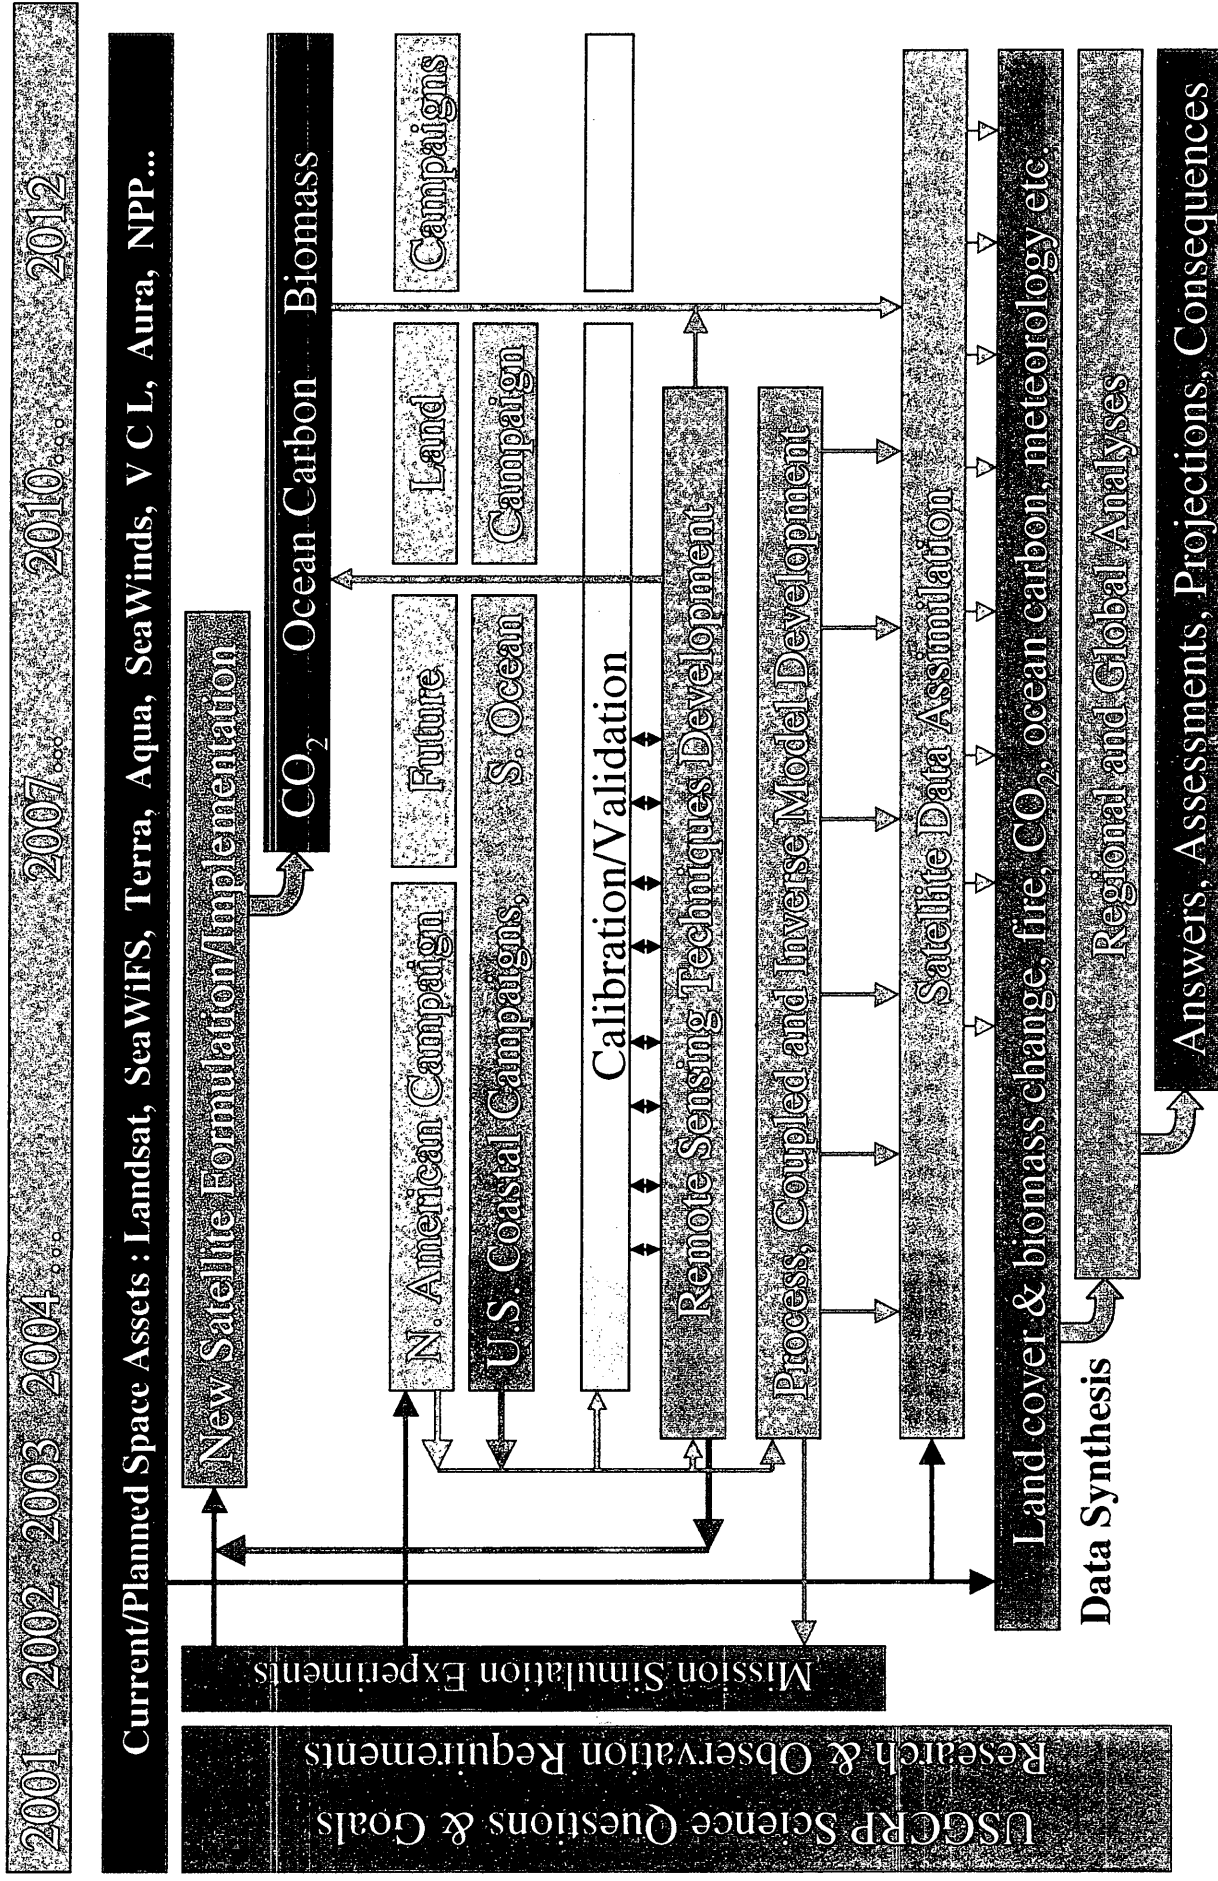 2001 2002 2003 2004... 2007... 2010...... 2012
Current/Planned Space Assets : Landsat, SeaWiFS, Terra, Aqua, SeaWinds, V C L, Aura, NPP...
New Satellite Formulation/Implementation
CO2 Ocean Carbon Biomass
N. American Campaign Future Land Campaigns
U.S. Coastal Campaigns, S. Ocean Campaign
Calibration/Validation
Remote Sensing Techniques Development
Process, Coupled and Inverse Model Development
Satellite Data Assimilation
Land cover & biomass change, fire, CO2, ocean carbon, meteorology etc.
Data Synthesis
Regional and Global Analyses
Answers, Assessments, Projections, Consequences
Mission Simulation Experiments
USGCRP Science Questions & Goals
Research & Observation Requirements